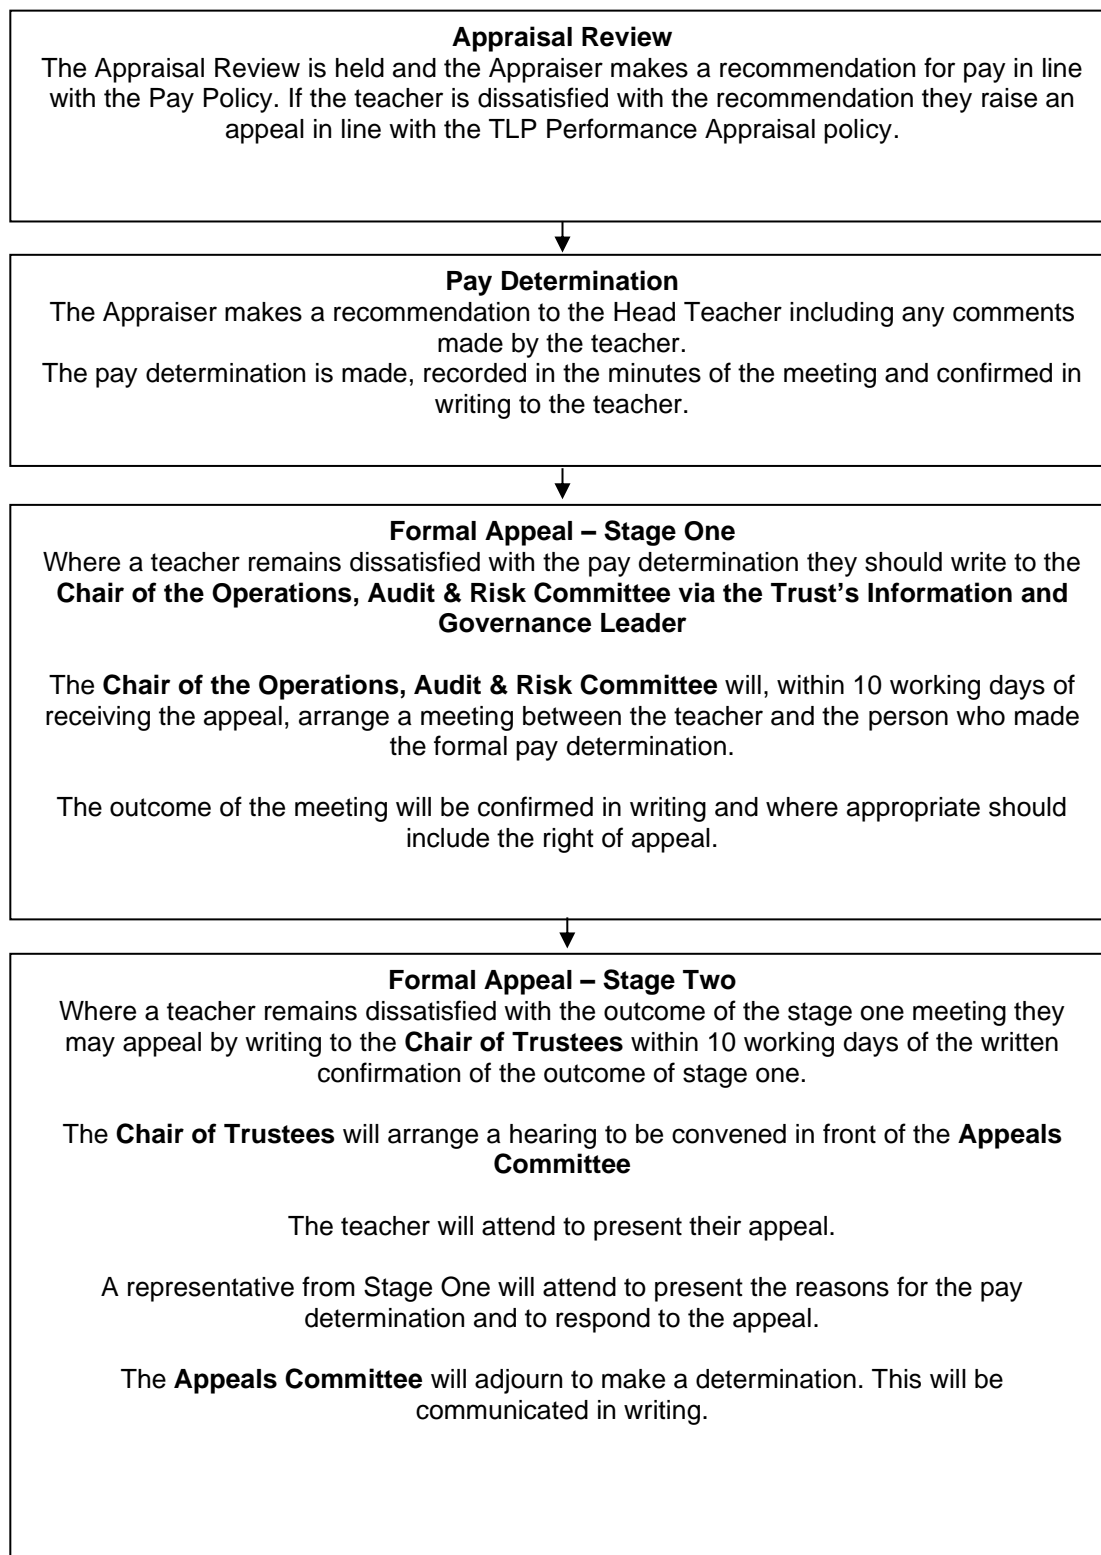 Appraisal Review
The Appraisal Review is held and the Appraiser makes a recommendation for pay in line
with the Pay Policy. If the teacher is dissatisfied with the recommendation they raise an
appeal in line with the TLP Performance Appraisal policy.
Pay Determination
The Appraiser makes a recommendation to the Head Teacher including any comments
made by the teacher.
The pay determination is made, recorded in the minutes of the meeting and confirmed in
writing to the teacher.
Formal Appeal – Stage One
Where a teacher remains dissatisfied with the pay determination they should write to the
Chair of the Operations, Audit & Risk Committee via the Trust’s Information and
Governance Leader
The Chair of the Operations, Audit & Risk Committee will, within 10 working days of
receiving the appeal, arrange a meeting between the teacher and the person who made
the formal pay determination.
The outcome of the meeting will be confirmed in writing and where appropriate should
include the right of appeal.
Formal Appeal – Stage Two
Where a teacher remains dissatisfied with the outcome of the stage one meeting they
may appeal by writing to the Chair of Trustees within 10 working days of the written
confirmation of the outcome of stage one.
The Chair of Trustees will arrange a hearing to be convened in front of the Appeals
Committee
The teacher will attend to present their appeal.
A representative from Stage One will attend to present the reasons for the pay
determination and to respond to the appeal.
The Appeals Committee will adjourn to make a determination. This will be
communicated in writing.